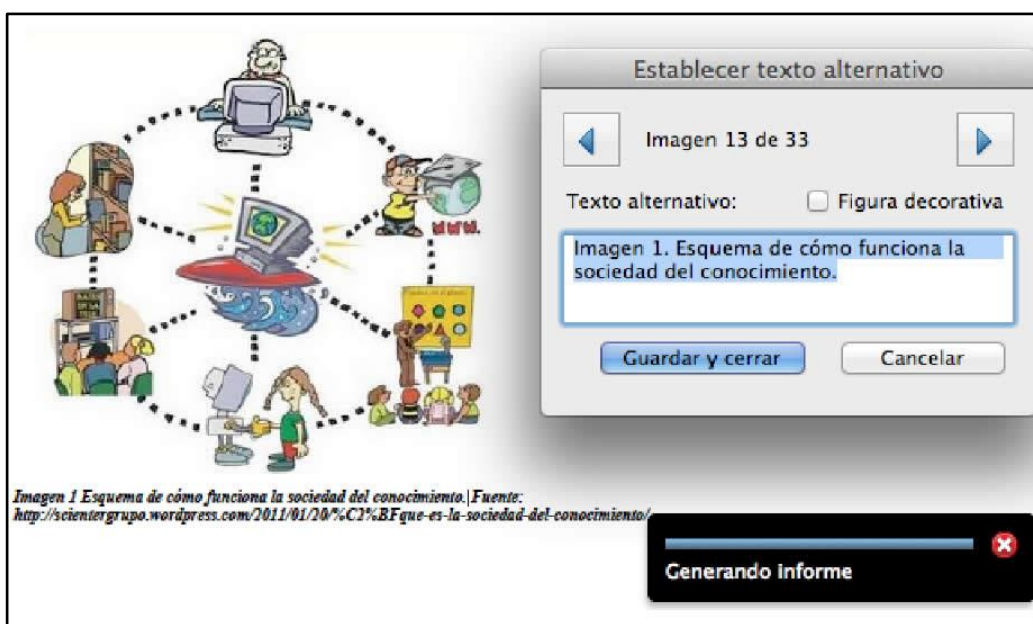 www.
Imagen 1 Esquema de cómo funciona la sociedad del conocimiento.|Fuente:
http://scientergrupo.wordpress.com/2011/01/20/%C2%BFque-es-la-sociedad-del-conocimiento/
Establecer texto alternativo
Imagen 13 de 33
Texto alternativo:
Figura decorativa
Imagen 1. Esquema de cómo funciona la
sociedad del conocimiento.
Guardar y cerrar
Cancelar
Generando informe